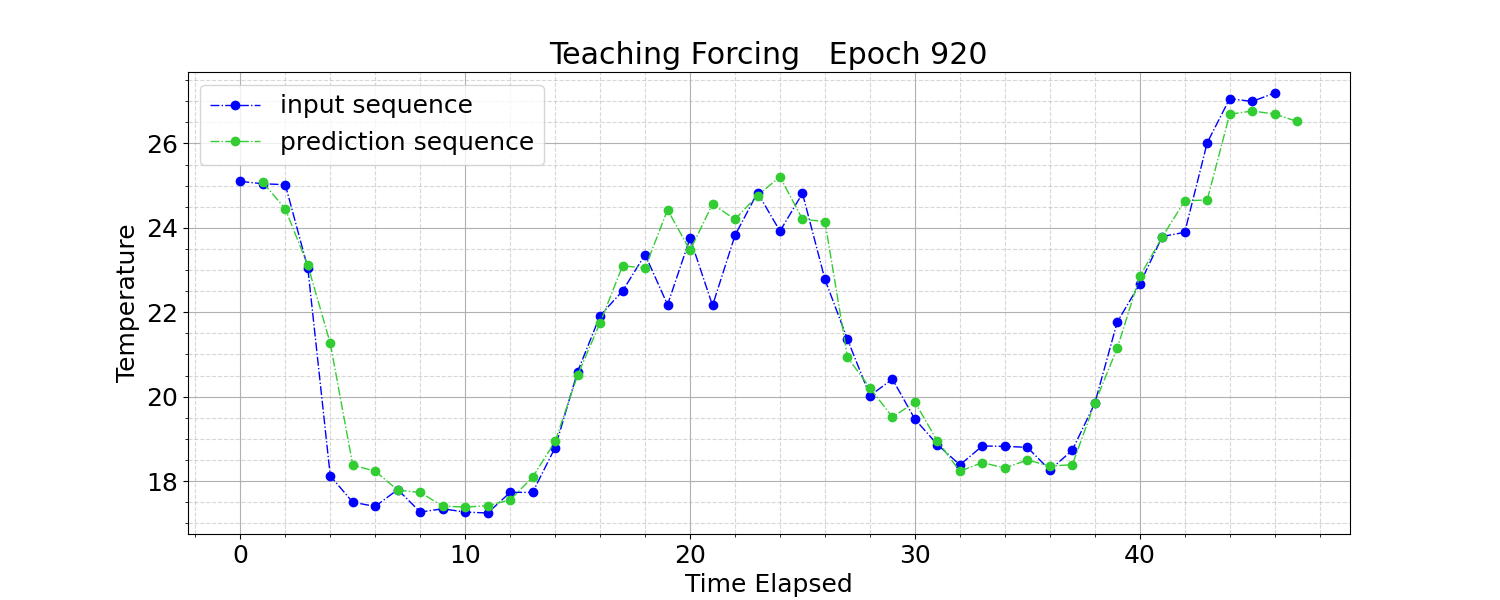 Teaching Forcing   Epoch 920
input sequence
prediction sequence
Temperature
26
24
22
20
18
0 10 20 30 40
Time Elapsed